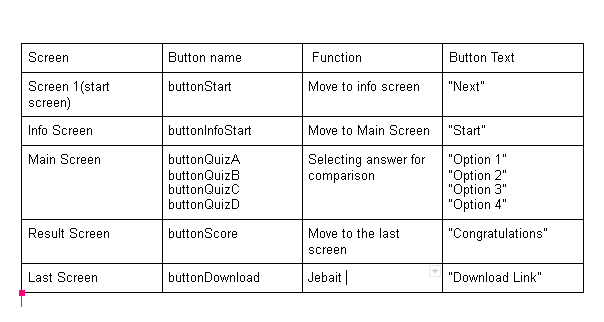 Screen Button name Function Button Text
Screen 1(start screen) buttonStart Move to info screen "Next"
Info Screen buttonInfoStart Move to Main Screen "Start"
Main Screen buttonQuizA Selecting answer for comparison "Option 1"
buttonQuizB "Option 2"
buttonQuizC "Option 3"
buttonQuizD "Option 4"
Result Screen buttonScore Move to the last screen "Congratulations"
Last Screen buttonDownload Jebait "Download Link"